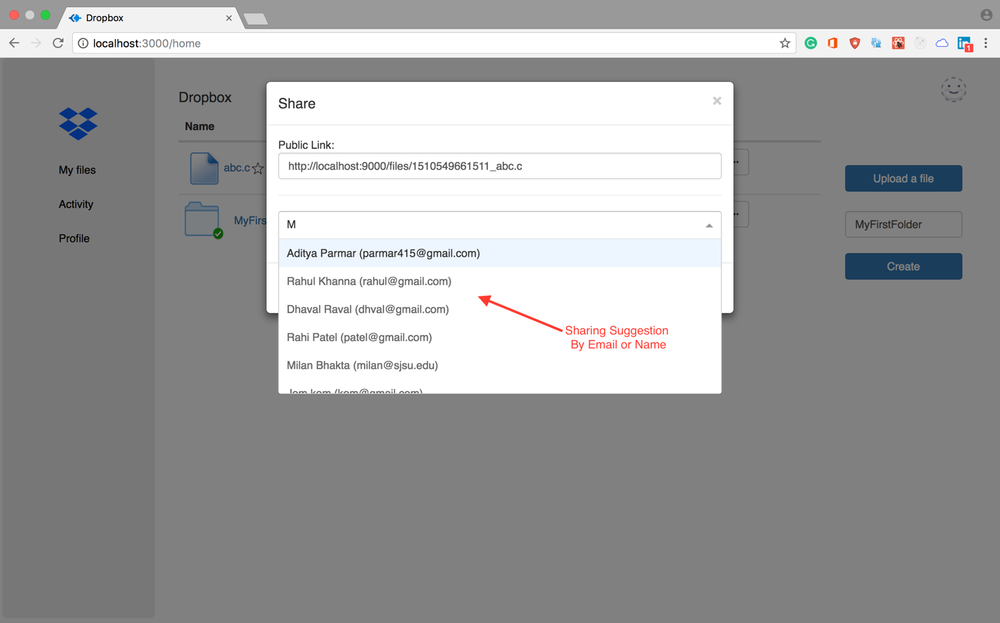 Dropbox
localhost:3000/home
1
Dropbox
Name
My files
Activity
Profile
abc.c
MyFirs
Share
×
Public Link:
http://localhost:9000/files/1510549661511_abc.c
M
Aditya Parmar (parmar415@gmail.com)
Rahul Khanna (rahul@gmail.com)
Dhaval Raval (dhval@gmail.com)
Rahi Patel (patel@gmail.com)
Milan Bhakta (milan@sjsu.edu)
Sharing Suggestion
By Email or Name
Upload a file
MyFirstFolder
Create